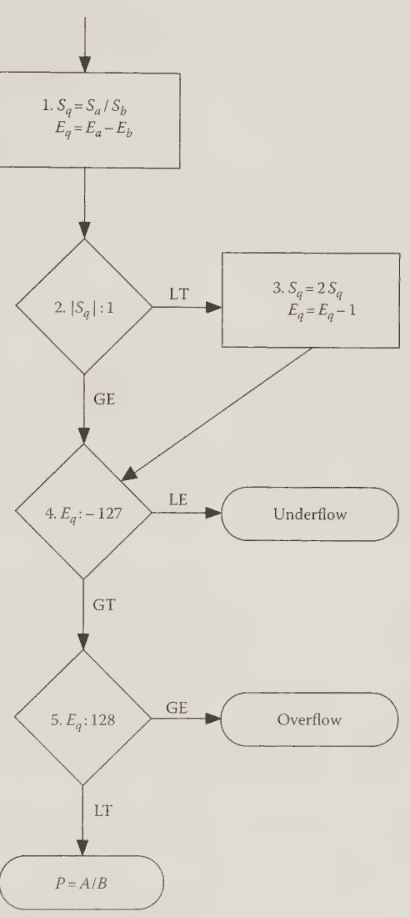 1. S_q = S_a / S_b
E_q = E_a − E_b
2. |S_q| : 1
LT
3. S_q = 2 S_q
E_q = E_q − 1
GE
4. E_q : − 127
LE
Underflow
GT
5. E_q : 128
GE
Overflow
LT
P = A/B